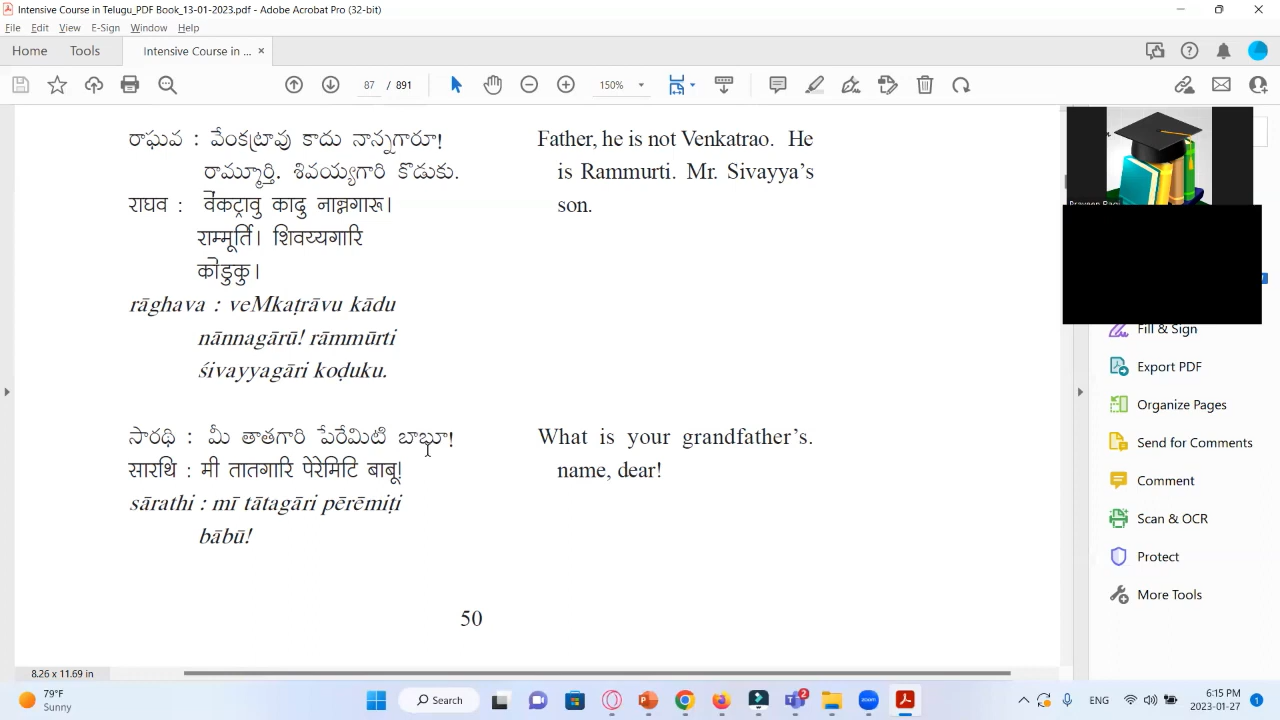 Intensive Course in Telugu_PDF Book_13-01-2023.pdf - Adobe Acrobat Pro (32-bit)
File Edit View E-Sign Window Help
Home Tools Intensive Course in ... ×
87 / 891 150%
రాఘవ : వేంకట్రావు కాదు నాన్నగారూ!
రామ్మూర్తి. శివయ్యగారి కొడుకు.
राघव : वेंकट्रावु कादु नान्नगारू।
राम्मूर्ति। शिवय्यगारि
कॊडुकु।
rāghava : veMkaṭrāvu kādu
nānnagārū! rāmmūrti
śivayyagāri koḍuku.
Father, he is not Venkatrao. He
is Rammurti. Mr. Sivayya's
son.
సారథి : మీ తాతగారి పేరేమిటి బాబూ!
सारथि : मी तातगारि पेरेमिटि बाबू!
sārathi : mī tātagāri pērēmiṭi
bābū!
What is your grandfather's.
name, dear!
50
Fill & Sign
Export PDF
Organize Pages
Send for Comments
Comment
Scan & OCR
Protect
More Tools
8.26 x 11.69 in
79°F
Sunny
Search
2
ENG
6:15 PM
2023-01-27
1